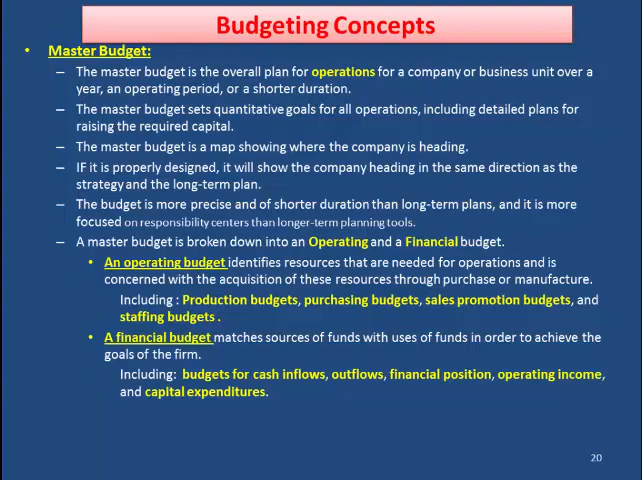 Budgeting Concepts
• Master Budget:
– The master budget is the overall plan for operations for a company or business unit over a
year, an operating period, or a shorter duration.
– The master budget sets quantitative goals for all operations, including detailed plans for
raising the required capital.
– The master budget is a map showing where the company is heading.
– IF it is properly designed, it will show the company heading in the same direction as the
strategy and the long-term plan.
– The budget is more precise and of shorter duration than long-term plans, and it is more
focused on responsibility centers than longer-term planning tools.
– A master budget is broken down into an Operating and a Financial budget.
• An operating budget identifies resources that are needed for operations and is
concerned with the acquisition of these resources through purchase or manufacture.
Including : Production budgets, purchasing budgets, sales promotion budgets, and
staffing budgets .
• A financial budget matches sources of funds with uses of funds in order to achieve the
goals of the firm.
Including: budgets for cash inflows, outflows, financial position, operating income,
and capital expenditures.
20